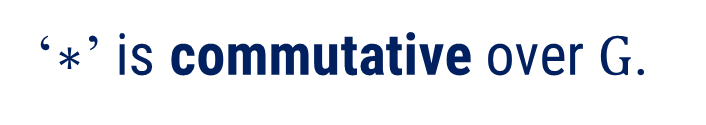 ‘*’ is commutative over G.